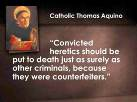 Catholic Thomas Aquino
"Convicted
heretics should be
put to death just as surely as
other criminals, because
they were counterfeiters."